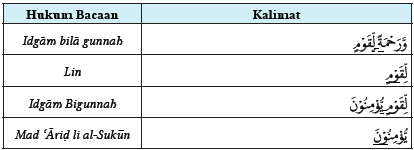 Hukum Bacaan Kalimat
Idgām bilā gunnah وَّرَحْمَةً لِّقَوْمٍ
Lin لِّقَوْمٍ
Idgām Bigunnah لِّقَوْمٍ يُّؤْمِنُوْنَ
Mad ‘Āriḍ li al-Sukūn يُؤْمِنُوْنَ